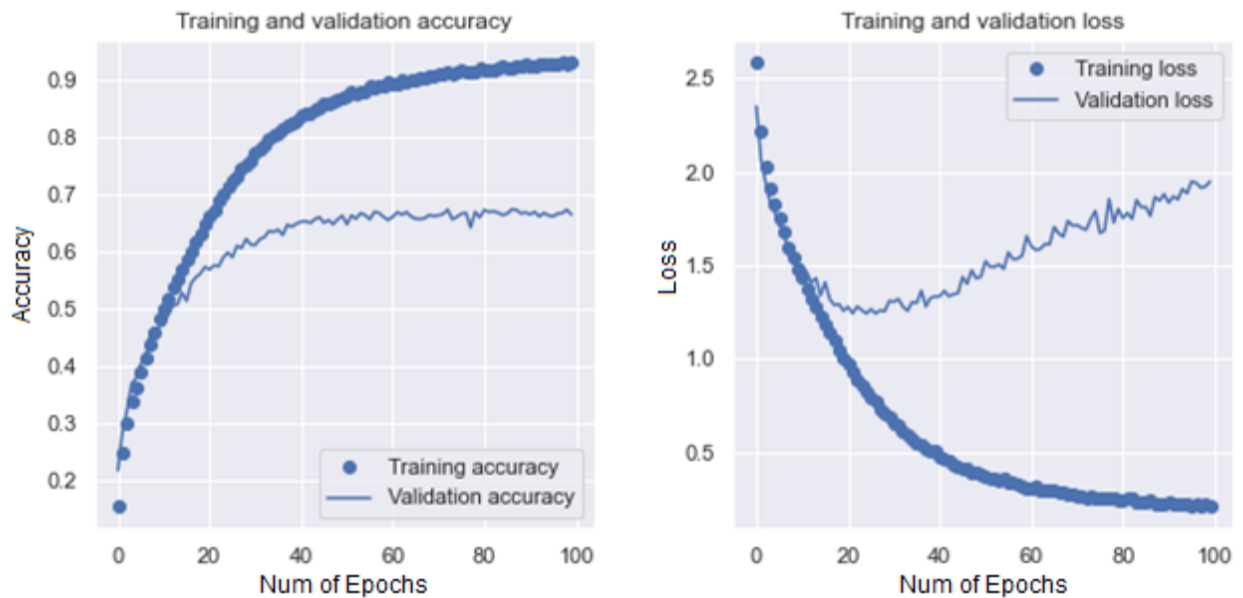 Training and validation accuracy
0.9
0.8
0.7
0.6
0.5
0.4
0.3
0.2
Accuracy
Training accuracy
Validation accuracy
0 20 40 60 80 100
Num of Epochs
Training and validation loss
2.5
2.0
1.5
1.0
0.5
Loss
Training loss
Validation loss
0 20 40 60 80 100
Num of Epochs